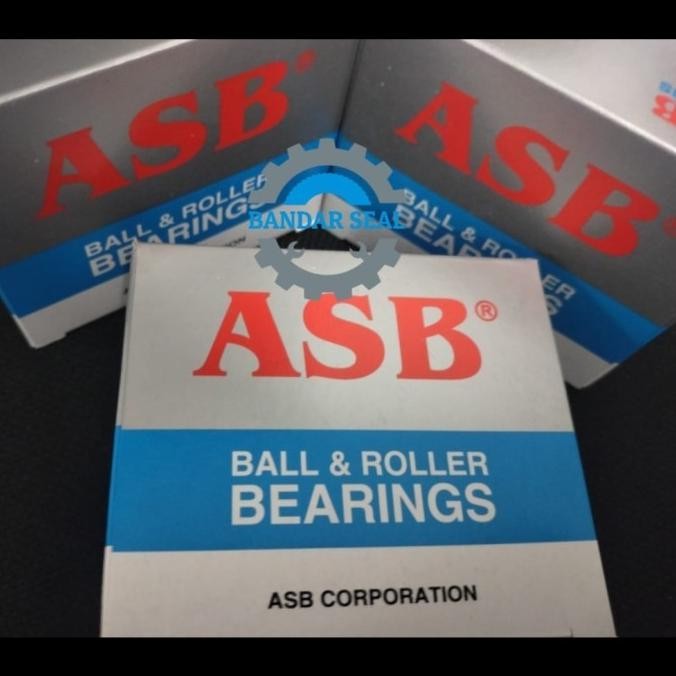 ASB®
BALL & ROLLER
BEARINGS
ASB®
BALL & ROLLER
BEARINGS
BANDAR SEAL
ASB®
BALL & ROLLER
BEARINGS
ASB CORPORATION